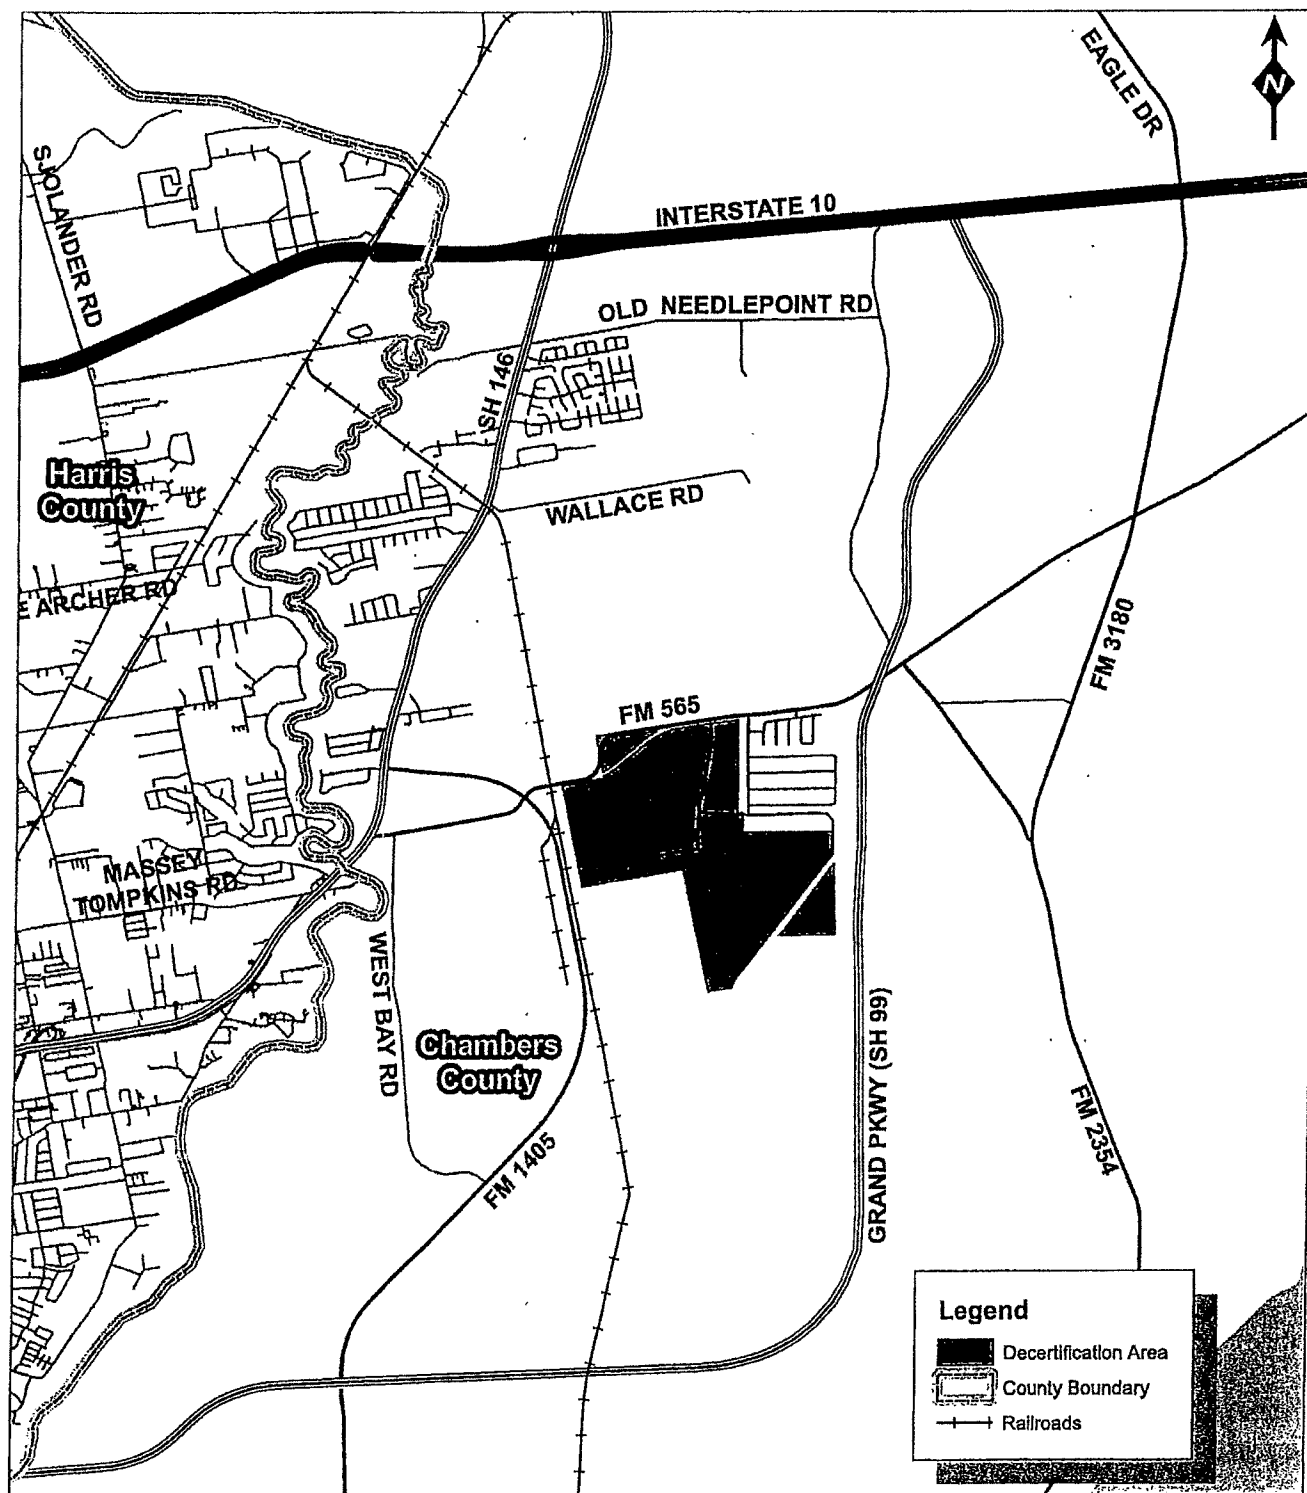 EAGLE DR
N
SJOLANDER RD
INTERSTATE 10
OLD NEEDLEPOINT RD
SH 146
Harris
County
WALLACE RD
E ARCHER RD
FM 3180
FM 565
MASSEY
TOMPKINS RD
WEST BAY RD
Chambers
County
GRAND PKWY (SH 99)
FM 2354
FM 1405
Legend
Decertification Area
County Boundary
Railroads